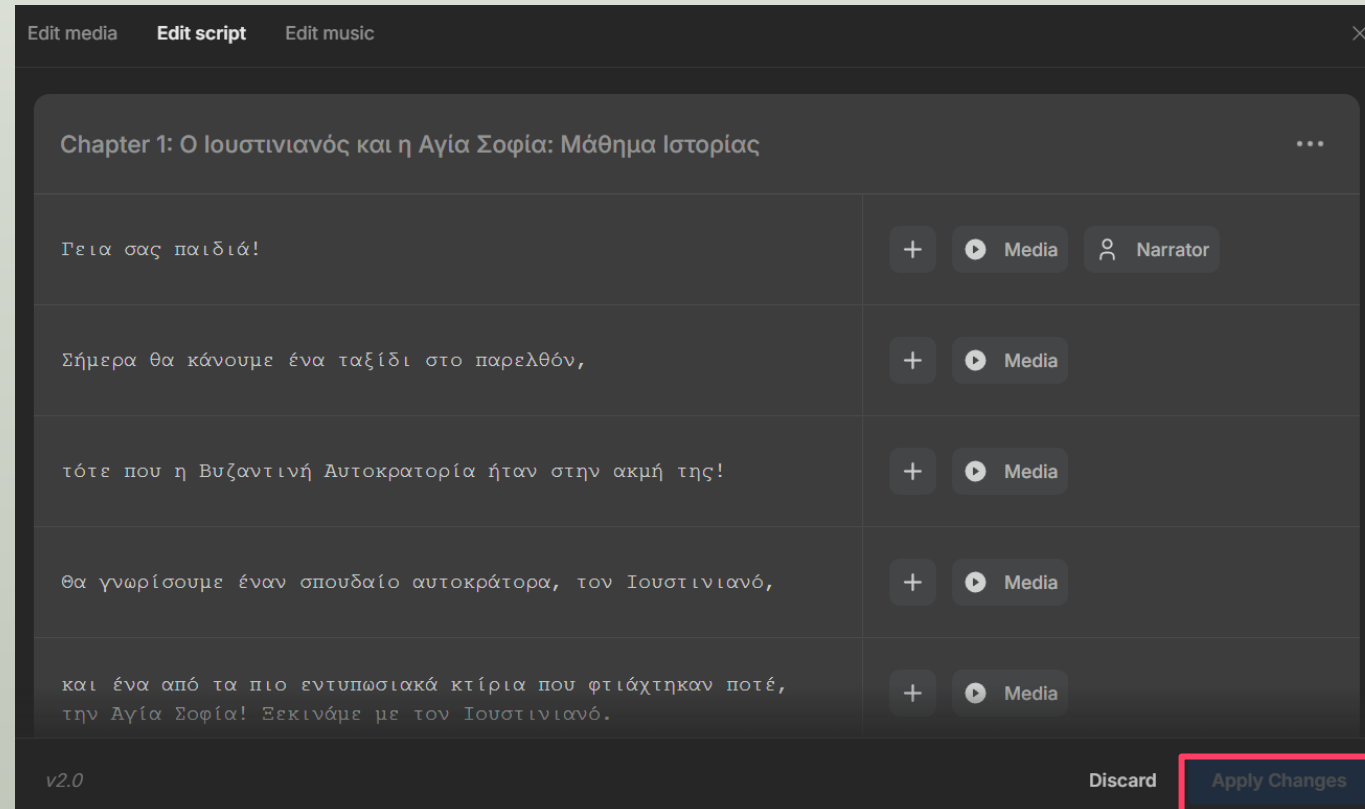 Edit media Edit script Edit music
Chapter 1: Ο Ιουστινιανός και η Αγία Σοφία: Μάθημα Ιστορίας
Γεια σας παιδιά!
Media Narrator
Σήμερα θα κάνουμε ένα ταξίδι στο παρελθόν,
Media
τότε που η Βυζαντινή Αυτοκρατορία ήταν στην ακμή της!
Media
Θα γνωρίσουμε έναν σπουδαίο αυτοκράτορα, τον Ιουστινιανό,
Media
και ένα από τα πιο εντυπωσιακά κτίρια που φτιάχτηκαν ποτέ,
την Αγία Σοφία! Ξεκινάμε με τον Ιουστινιανό.
Media
v2.0
Discard Apply Changes